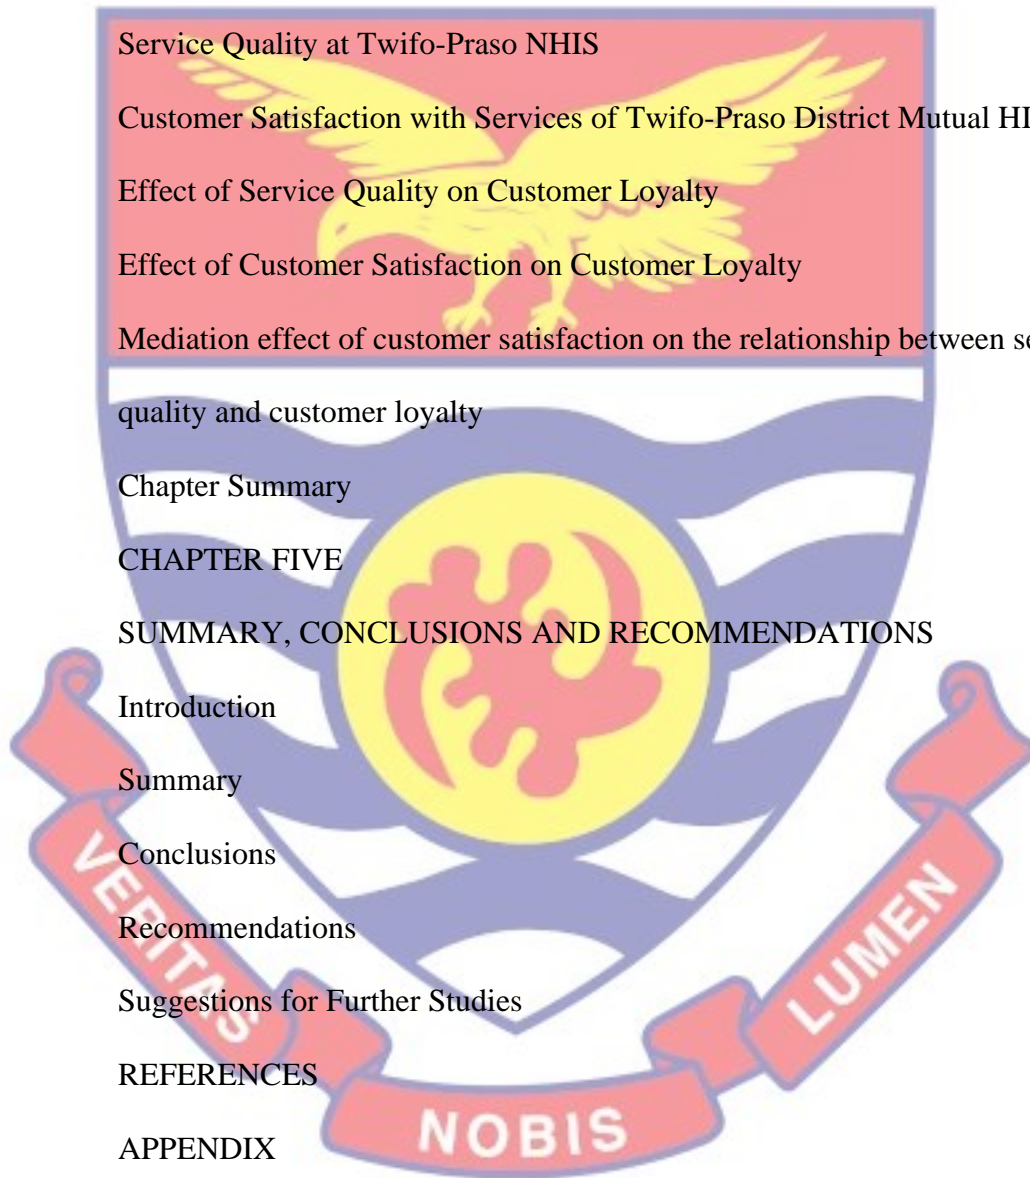 Service Quality at Twifo-Praso NHIS
Customer Satisfaction with Services of Twifo-Praso District Mutual HI
Effect of Service Quality on Customer Loyalty
Effect of Customer Satisfaction on Customer Loyalty
Mediation effect of customer satisfaction on the relationship between se
quality and customer loyalty
Chapter Summary
CHAPTER FIVE
SUMMARY, CONCLUSIONS AND RECOMMENDATIONS
Introduction
Summary
Conclusions
Recommendations
Suggestions for Further Studies
REFERENCES
APPENDIX
VERITAS
NOBIS
LUMEN